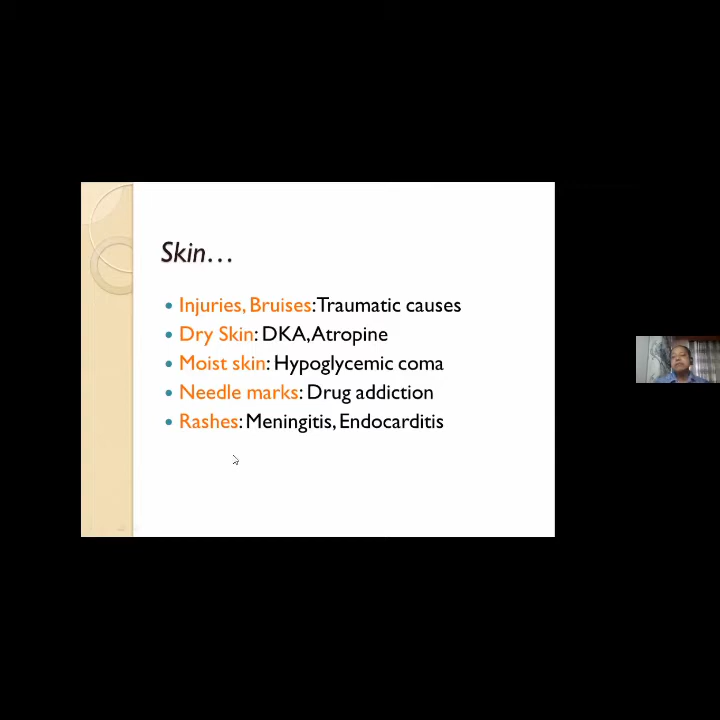 Skin...
• Injuries, Bruises:Traumatic causes
• Dry Skin: DKA, Atropine
• Moist skin: Hypoglycemic coma
• Needle marks: Drug addiction
• Rashes: Meningitis, Endocarditis